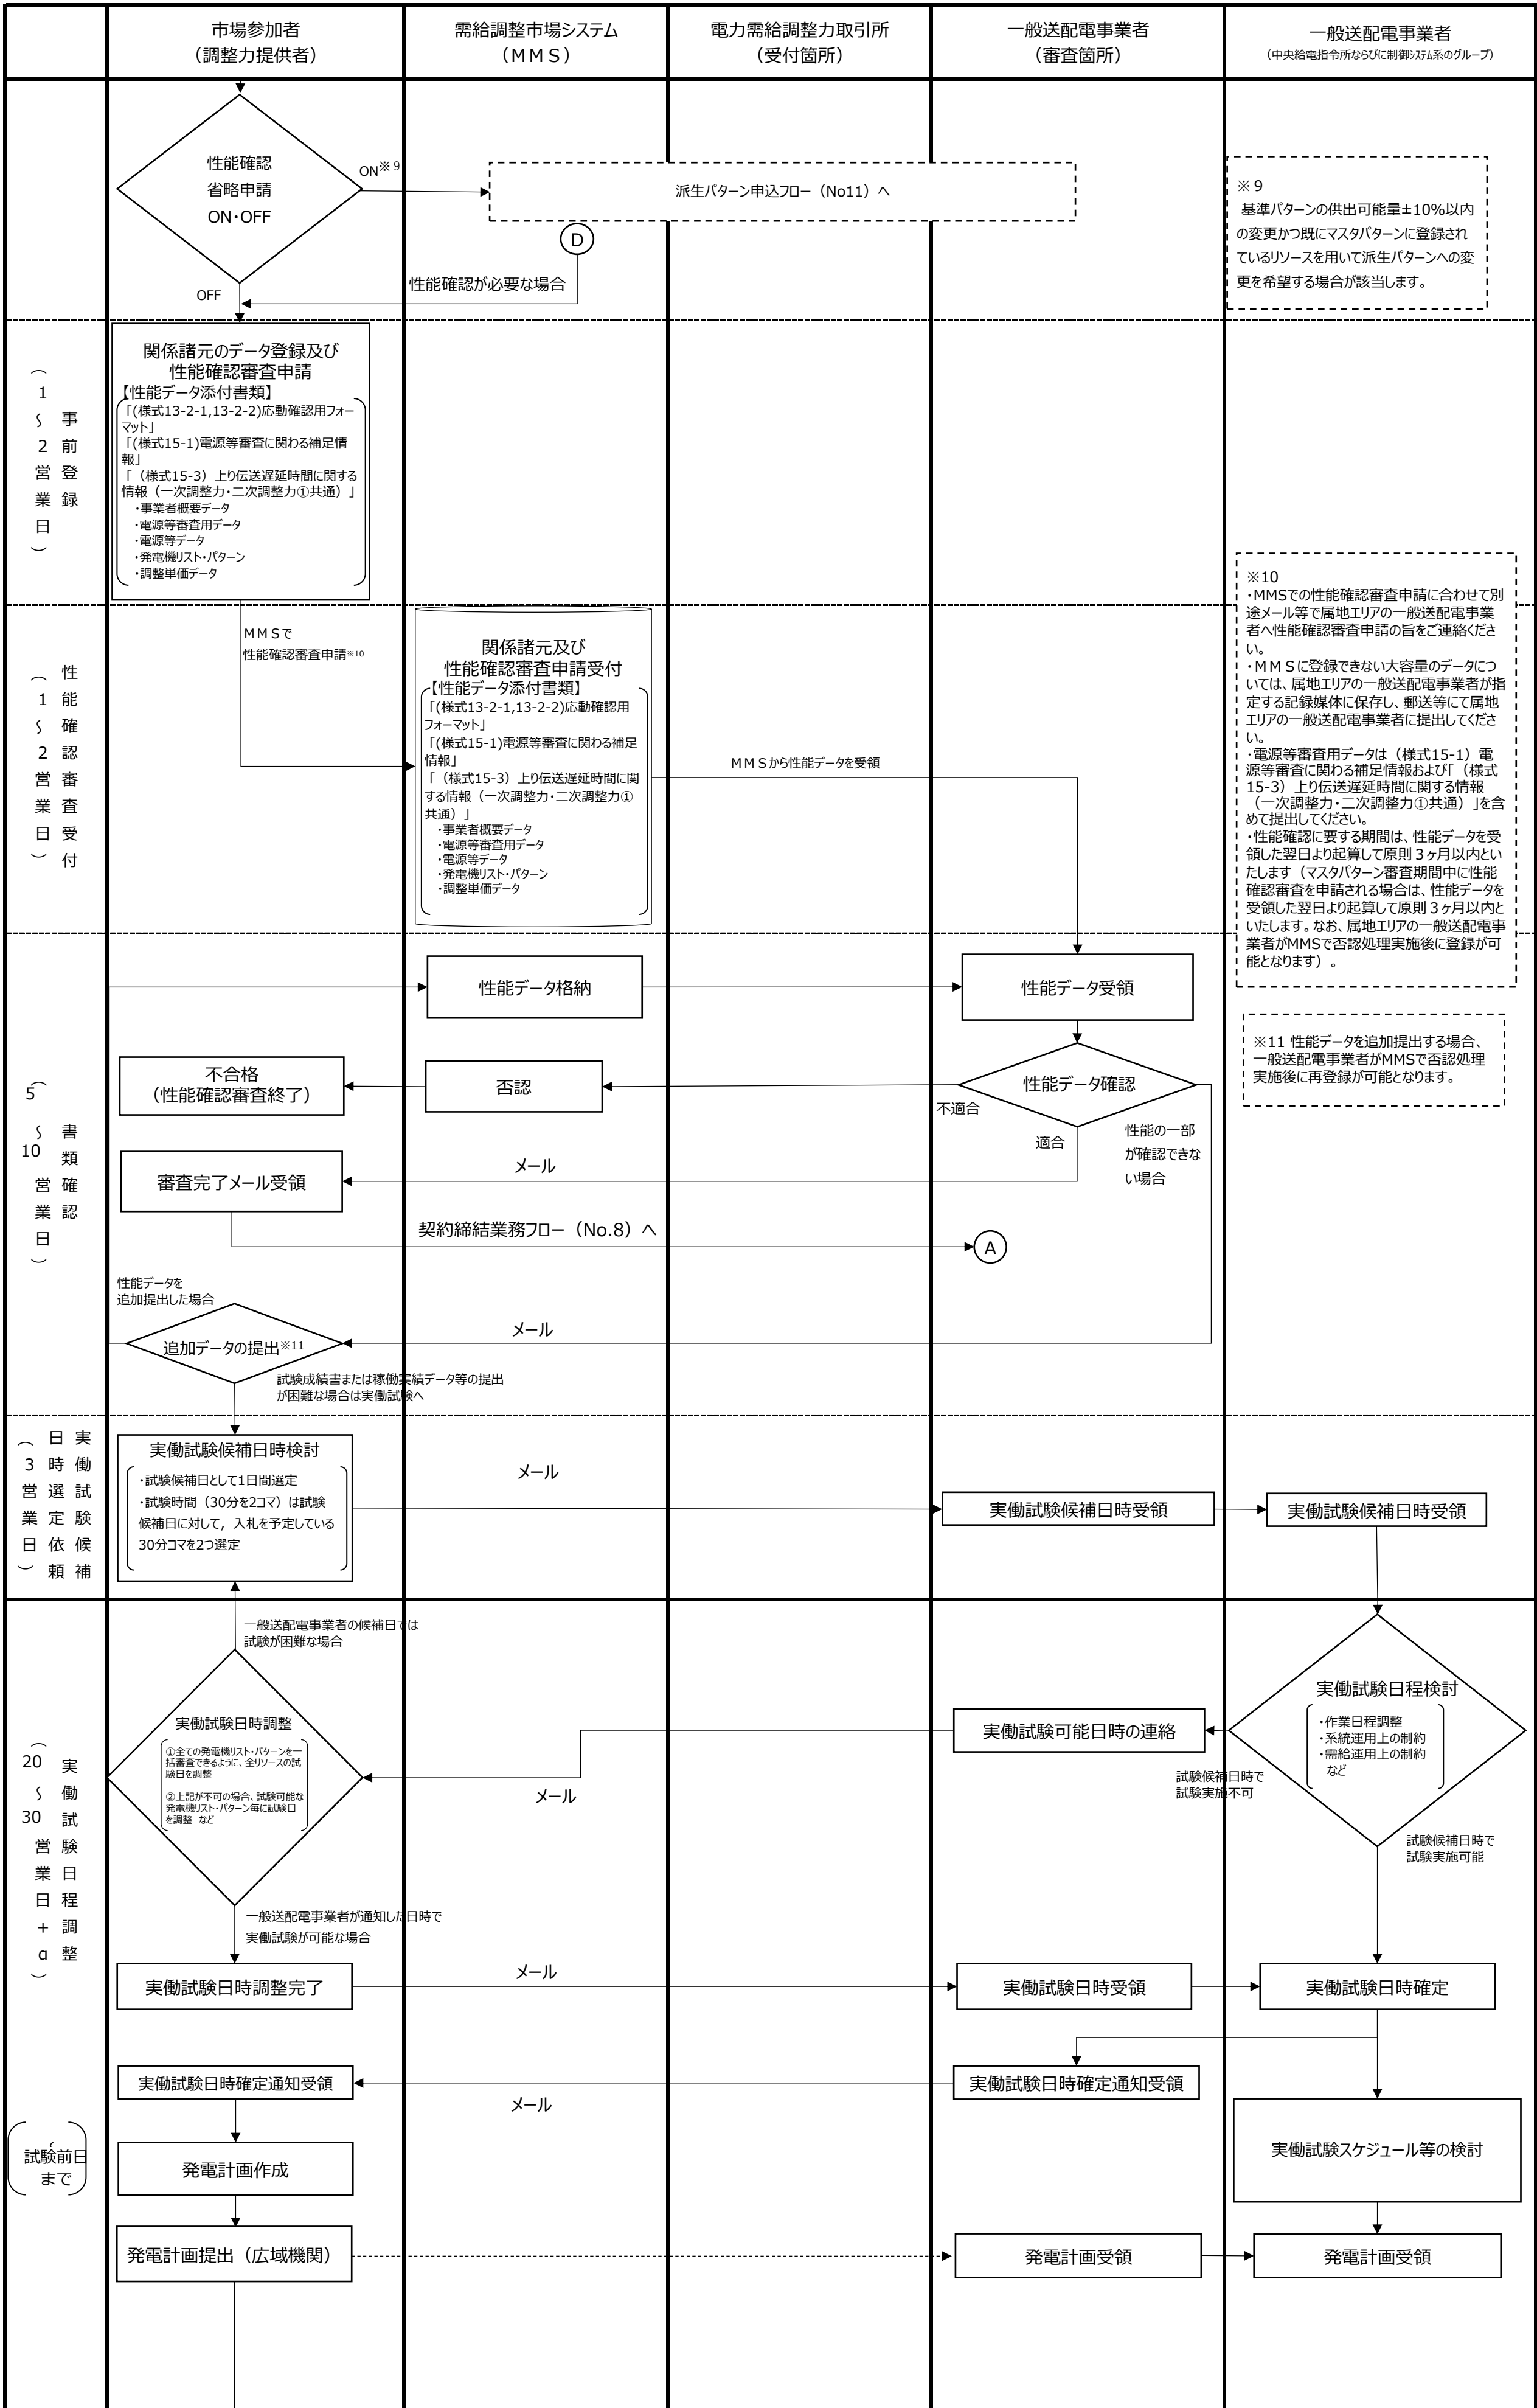 市場参加者
（調整力提供者）
需給調整市場システム
（ＭＭＳ）
電力需給調整力取引所
（受付箇所）
一般送配電事業者
（審査箇所）
一般送配電事業者
（中央給電指令所ならびに制御システム系のグループ）
性能確認
省略申請
ON・OFF
ON※９
派生パターン申込フロー（No11）へ
D
性能確認が必要な場合
OFF
※９
基準パターンの供出可能量±10%以内
の変更かつ既にマスタパターンに登録され
ているリソースを用いて派生パターンへの変
更を希望する場合が該当します。
事前登録
（1～2営業日）
関係諸元のデータ登録及び
性能確認審査申請
【性能データ添付書類】
「(様式13-2-1,13-2-2)応動確認用フォー
マット」
「(様式15-1)電源等審査に関わる補足情
報」
「（様式15-3）上り伝送遅延時間に関する
情報（一次調整力・二次調整力①共通）」
・事業者概要データ
・電源等審査用データ
・電源等データ
・発電機リスト・パターン
・調整単価データ
性能確認審査受付
（1～2営業日）
ＭＭＳで
性能確認審査申請※10
関係諸元及び
性能確認審査申請受付
【性能データ添付書類】
「(様式13-2-1,13-2-2)応動確認用
フォーマット」
「(様式15-1)電源等審査に関わる補足
情報」
「（様式15-3）上り伝送遅延時間に関
する情報（一次調整力・二次調整力①
共通）」
・事業者概要データ
・電源等審査用データ
・電源等データ
・発電機リスト・パターン
・調整単価データ
ＭＭＳから性能データを受領
※10
・MMSでの性能確認審査申請に合わせて別
途メール等で属地エリアの一般送配電事業
者へ性能確認審査申請の旨をご連絡くださ
い。
・ＭＭＳに登録できない大容量のデータにつ
いては、属地エリアの一般送配電事業者が指
定する記録媒体に保存し、郵送等にて属地
エリアの一般送配電事業者に提出してくださ
い。
・電源等審査用データは（様式15-1）電
源等審査に関わる補足情報および「（様式
15-3）上り伝送遅延時間に関する情報
（一次調整力・二次調整力①共通）」を含
めて提出してください。
・性能確認に要する期間は、性能データを受
領した翌日より起算して原則３ヶ月以内とい
たします（マスタパターン審査期間中に性能
確認審査を申請される場合は、性能データを
受領した翌日より起算して原則３ヶ月以内と
いたします。なお、属地エリアの一般送配電事
業者がMMSで否認処理実施後に登録が可
能となります）。
書類確認
（5～10営業日）
性能データ格納
性能データ受領
※11 性能データを追加提出する場合、
一般送配電事業者がMMSで否認処理
実施後に再登録が可能となります。
不合格
（性能確認審査終了）
否認
性能データ確認
不適合
適合
性能の一部
が確認できな
い場合
審査完了メール受領
メール
契約締結業務フロー（No.8）へ
A
性能データを
追加提出した場合
追加データの提出※11
メール
試験成績書または稼働実績データ等の提出
が困難な場合は実働試験へ
実働試験候補
日時選定依頼
（3営業日）
実働試験候補日時検討
・試験候補日として1日間選定
・試験時間（30分を2コマ）は試験
候補日に対して，入札を予定している
30分コマを2つ選定
メール
実働試験候補日時受領
実働試験候補日時受領
実働試験日程調整
（20～30営業日+α）
一般送配電事業者の候補日では
試験が困難な場合
実働試験日時調整
①全ての発電機リスト・パターンを一
括審査できるように、全リソースの試
験日を調整
②上記が不可の場合、試験可能な
発電機リスト・パターン毎に試験日
を調整　など
メール
実働試験可能日時の連絡
実働試験日程検討
・作業日程調整
・系統運用上の制約
・需給運用上の制約
など
試験候補日時で
試験実施不可
試験候補日時で
試験実施可能
一般送配電事業者が通知した日時で
実働試験が可能な場合
実働試験日時調整完了
メール
実働試験日時受領
実働試験日時確定
実働試験日時確定通知受領
メール
実働試験日時確定通知受領
～
試験前日
まで
発電計画作成
実働試験スケジュール等の検討
発電計画提出（広域機関）
発電計画受領
発電計画受領